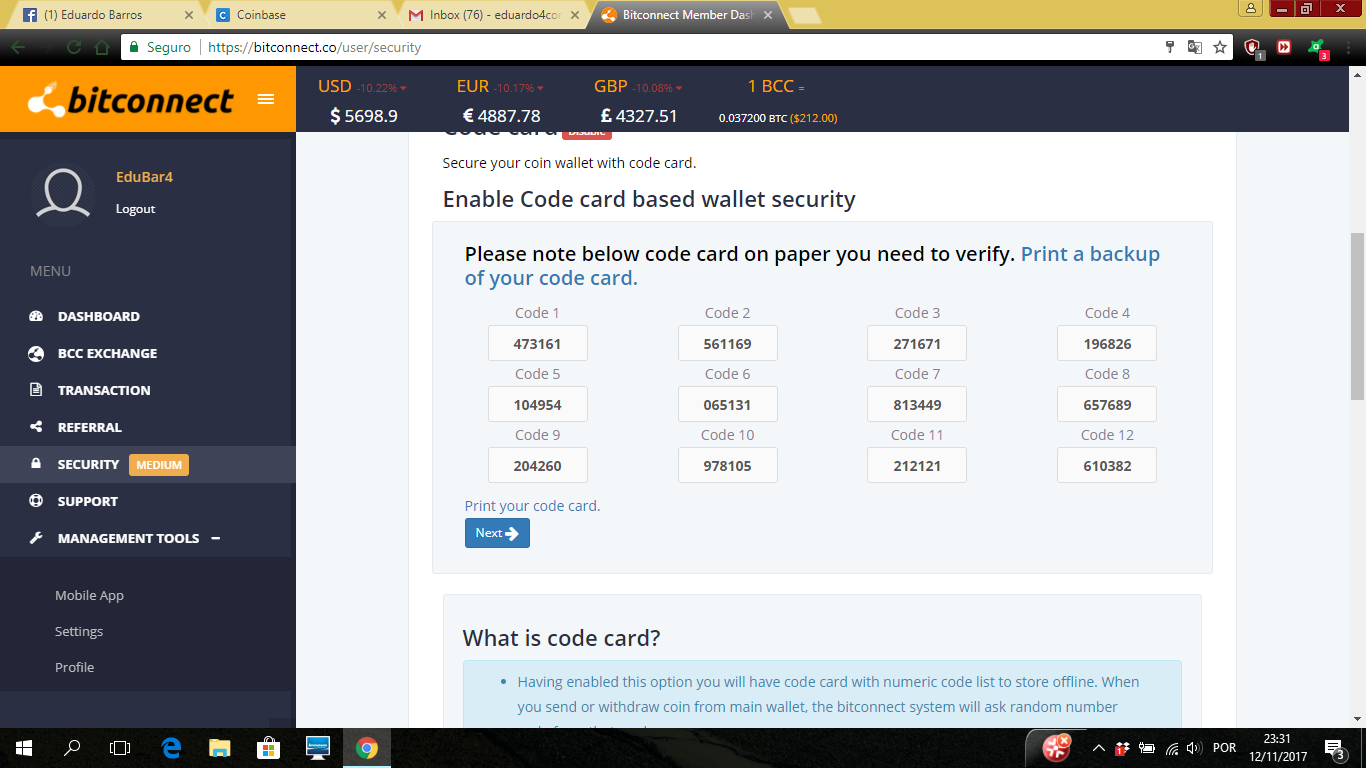 (1) Eduardo Barros
Coinbase
Inbox (76) - eduardo4cor
Bitconnect Member Dash
Seguro https://bitconnect.co/user/security
1
3
bitconnect
USD -10.22%
EUR -10.17%
GBP -10.08%
1 BCC =
$ 5698.9
€ 4887.78
£ 4327.51
0.037200 BTC ($212.00)
EduBar4
Logout
MENU
DASHBOARD
BCC EXCHANGE
TRANSACTION
REFERRAL
SECURITY MEDIUM
SUPPORT
MANAGEMENT TOOLS
Mobile App
Settings
Profile
Code card Disable
Secure your coin wallet with code card.
Enable Code card based wallet security
Please note below code card on paper you need to verify. Print a backup
of your code card.
Code 1 Code 2 Code 3 Code 4
473161 561169 271671 196826
Code 5 Code 6 Code 7 Code 8
104954 065131 813449 657689
Code 9 Code 10 Code 11 Code 12
204260 978105 212121 610382
Print your code card.
Next
What is code card?
• Having enabled this option you will have code card with numeric code list to store offline. When
you send or withdraw coin from main wallet, the bitconnect system will ask random number
POR
23:31
12/11/2017
3